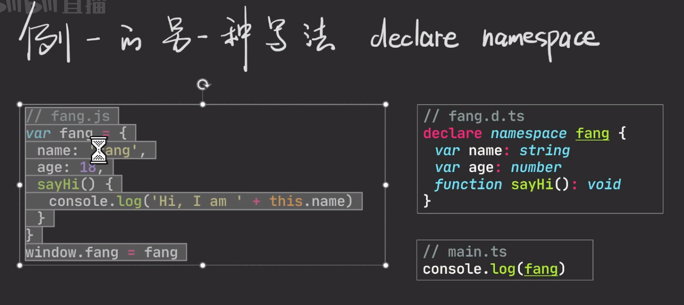 例一的另一种写法 declare namespace
// fang.js
var fang = {
name: 'fang',
age: 18,
sayHi() {
console.log('Hi, I am ' + this.name)
}
}
window.fang = fang
// fang.d.ts
declare namespace fang {
var name: string
var age: number
function sayHi(): void
}
// main.ts
console.log(fang)